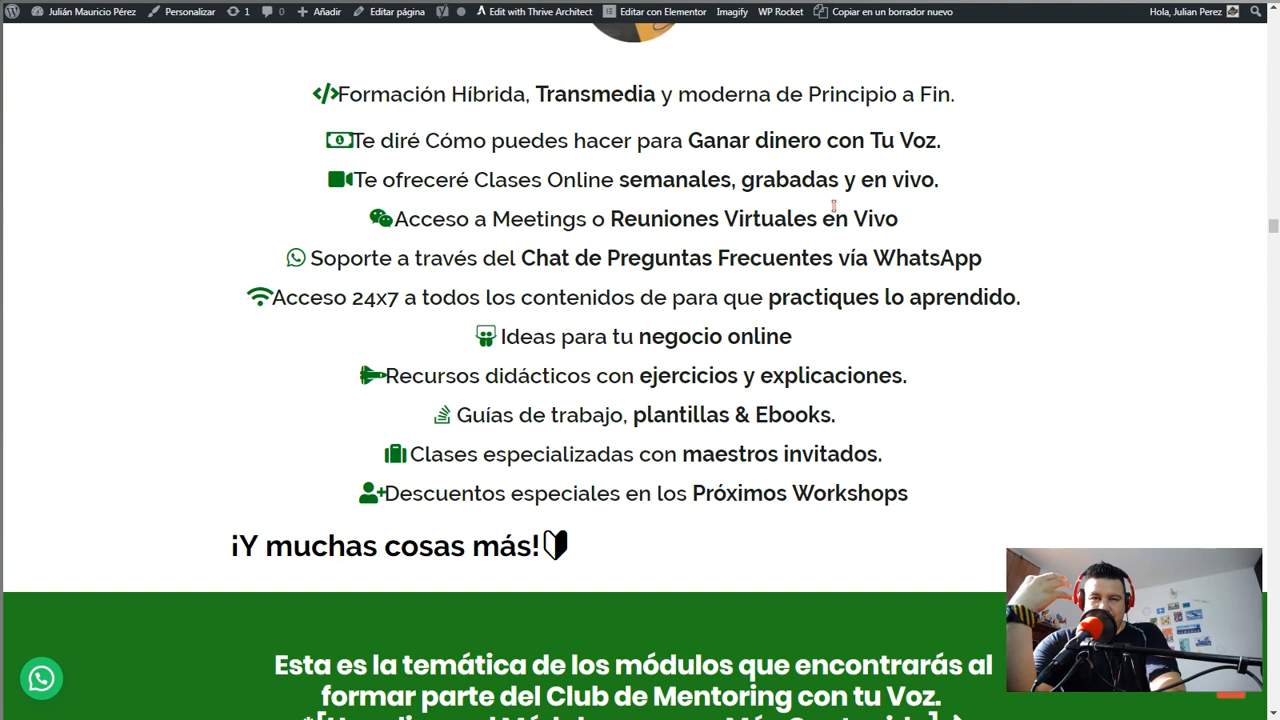 Julián Mauricio Pérez Personalizar 1 0 Añadir Editar página Edit with Thrive Architect Editar con Elementor Imagify WP Rocket Copiar en un borrador nuevo Hola, Julian Perez
Formación Híbrida, Transmedia y moderna de Principio a Fin.
Te diré Cómo puedes hacer para Ganar dinero con Tu Voz.
Te ofreceré Clases Online semanales, grabadas y en vivo.
Acceso a Meetings o Reuniones Virtuales en Vivo
Soporte a través del Chat de Preguntas Frecuentes vía WhatsApp
Acceso 24x7 a todos los contenidos de para que practiques lo aprendido.
Ideas para tu negocio online
Recursos didácticos con ejercicios y explicaciones.
Guías de trabajo, plantillas & Ebooks.
Clases especializadas con maestros invitados.
Descuentos especiales en los Próximos Workshops
¡Y muchas cosas más!
Esta es la temática de los módulos que encontrarás al
formar parte del Club de Mentoring con tu Voz.